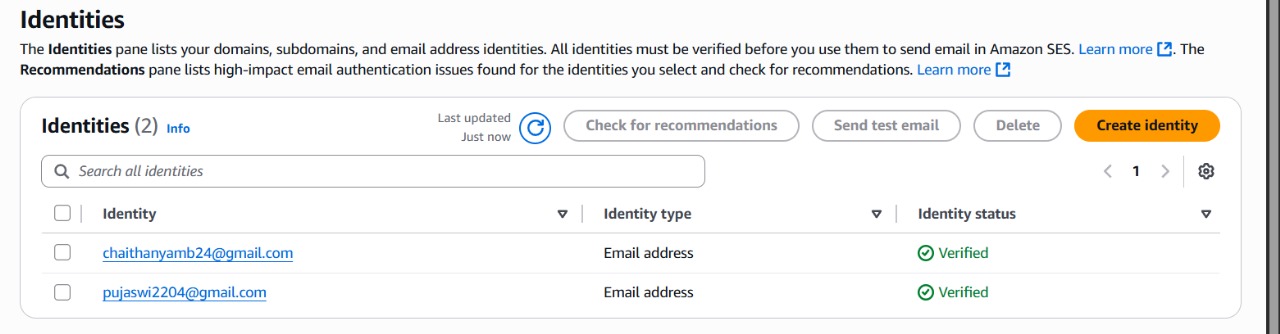 Identities
The Identities pane lists your domains, subdomains, and email address identities. All identities must be verified before you use them to send email in Amazon SES. Learn more. The
Recommendations pane lists high-impact email authentication issues found for the identities you select and check for recommendations. Learn more
Identities (2) Info
Last updated
Just now
Check for recommendations
Send test email
Delete
Create identity
Search all identities
1
Identity Identity type Identity status
chaithanyamb24@gmail.com Email address Verified
pujaswi2204@gmail.com Email address Verified